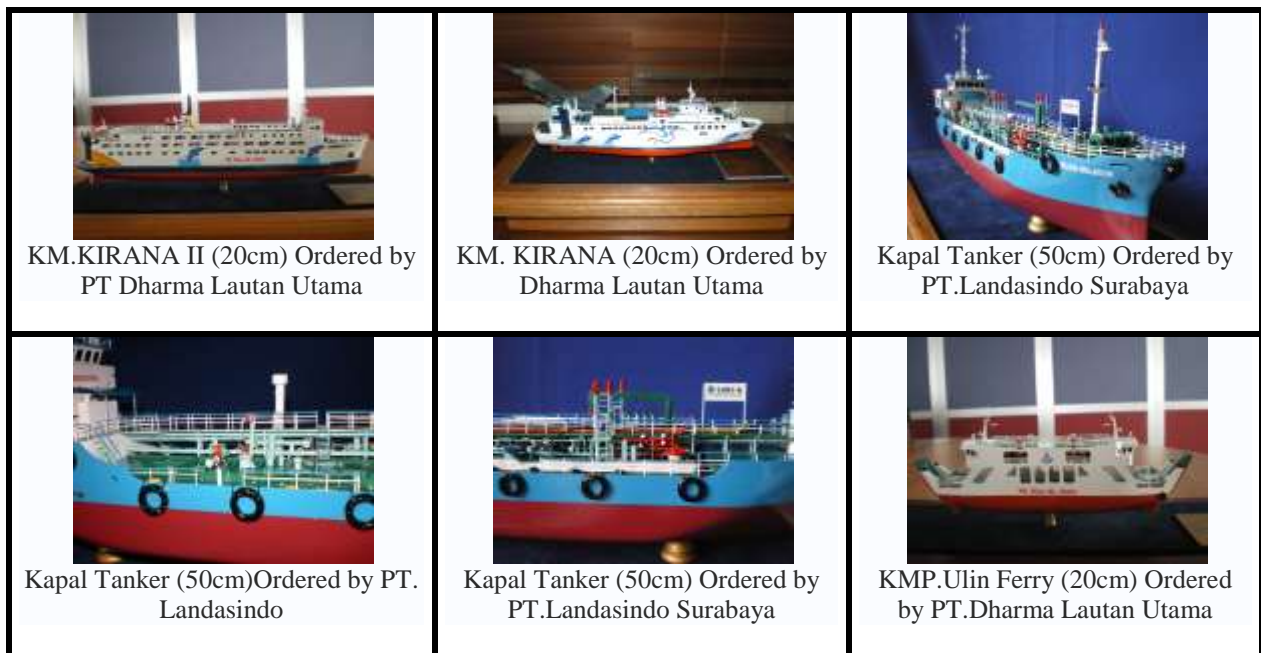 KM.KIRANA II (20cm) Ordered by
PT Dharma Lautan Utama
KM. KIRANA (20cm) Ordered by
Dharma Lautan Utama
Kapal Tanker (50cm) Ordered by
PT.Landasindo Surabaya
Kapal Tanker (50cm)Ordered by PT.
Landasindo
Kapal Tanker (50cm) Ordered by
PT.Landasindo Surabaya
KMP.Ulin Ferry (20cm) Ordered
by PT.Dharma Lautan Utama